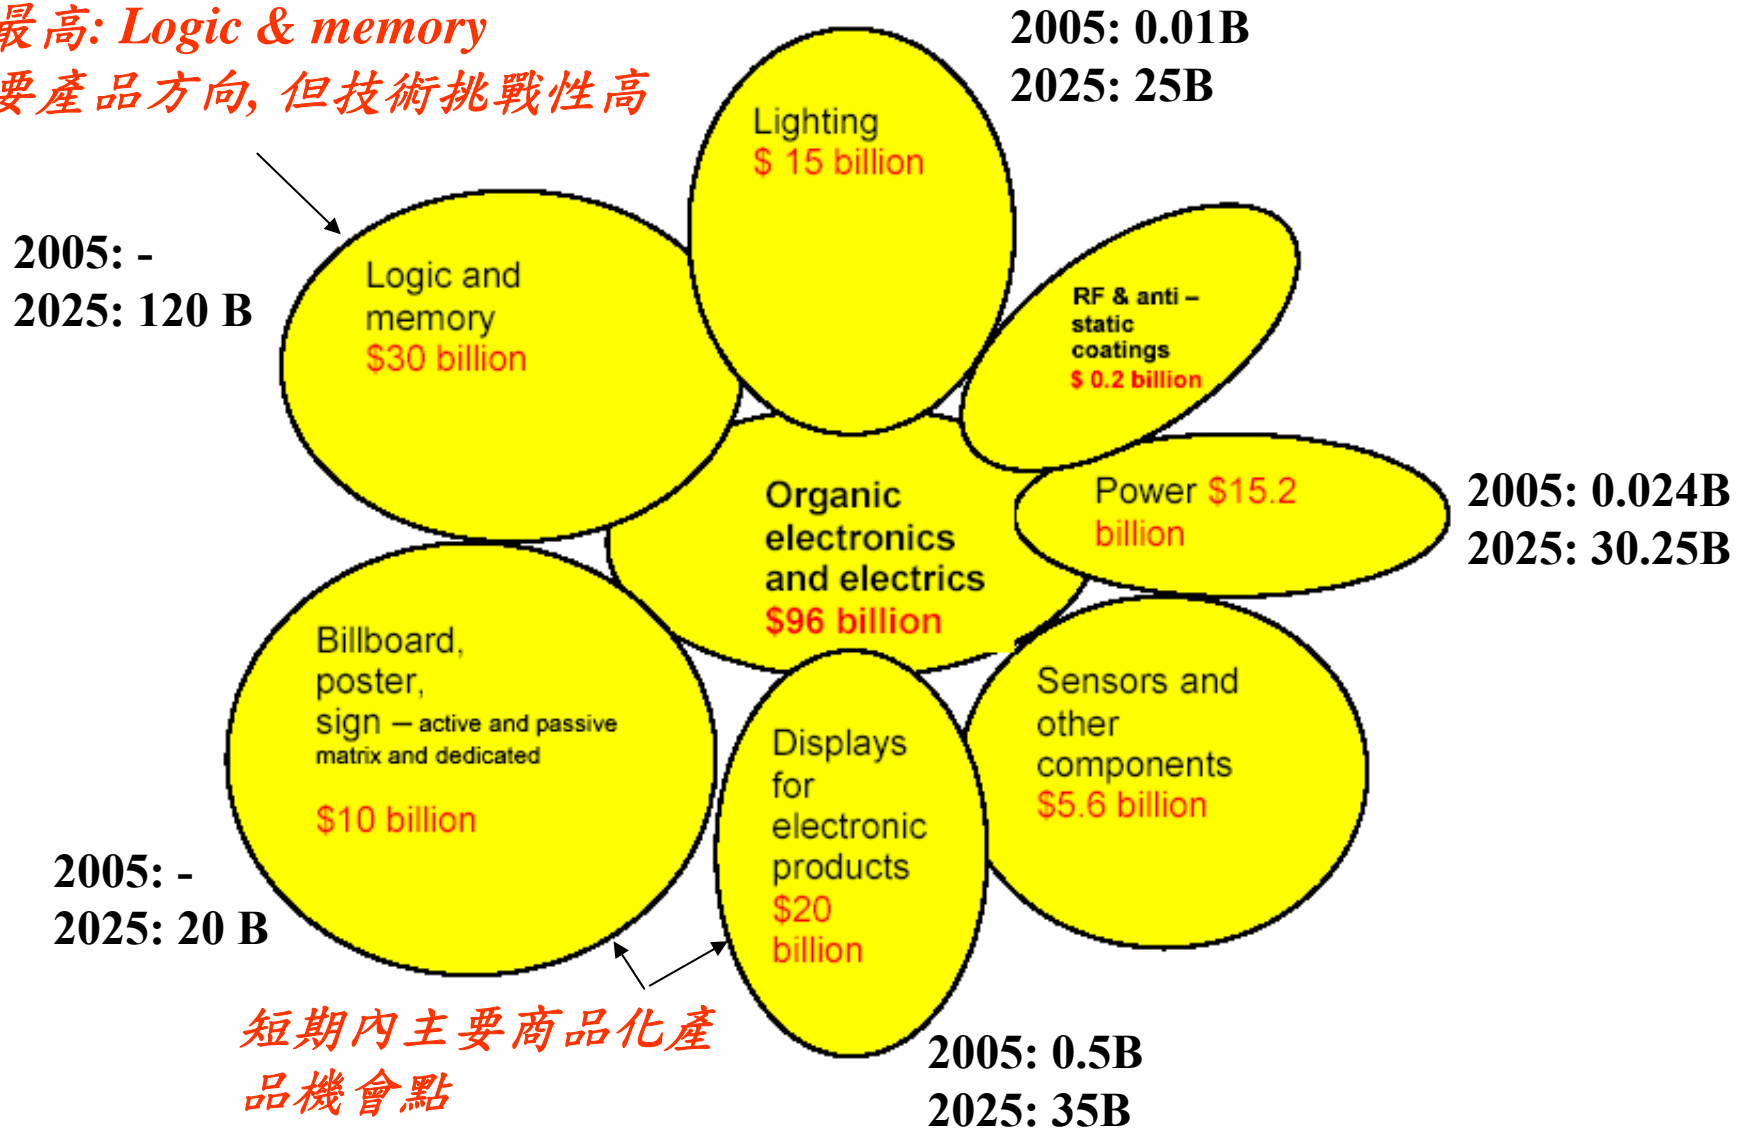 最高: Logic & memory
要產品方向, 但技術挑戰性高
2005: 0.01B
2025: 25B
Lighting
$ 15 billion
2005: -
2025: 120 B
Logic and
memory
$30 billion
RF & anti –
static
coatings
$ 0.2 billion
Organic
electronics
and electrics
$96 billion
Power $15.2
billion
2005: 0.024B
2025: 30.25B
Billboard,
poster,
sign – active and passive
matrix and dedicated
$10 billion
2005: -
2025: 20 B
Displays
for
electronic
products
$20
billion
Sensors and
other
components
$5.6 billion
短期內主要商品化產
品機會點
2005: 0.5B
2025: 35B